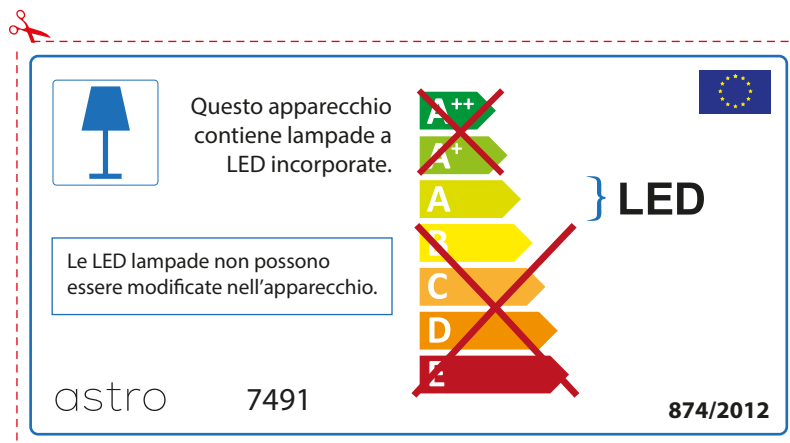 Questo apparecchio
contiene lampade a
LED incorporate.
Le LED lampade non possono
essere modificate nell'apparecchio.
A++
A+
A
B
C
D
E
LED
astro
7491
874/2012